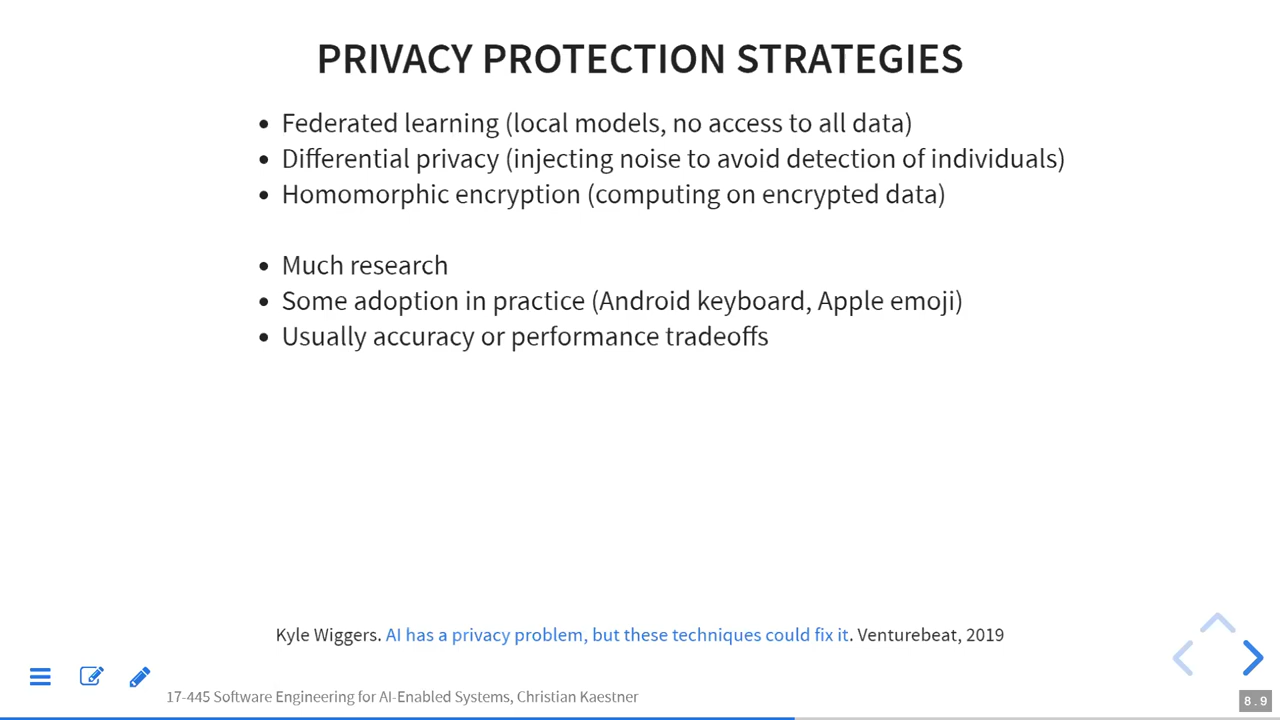 PRIVACY PROTECTION STRATEGIES
Federated learning (local models, no access to all data)
Differential privacy (injecting noise to avoid detection of individuals)
Homomorphic encryption (computing on encrypted data)
Much research
Some adoption in practice (Android keyboard, Apple emoji)
Usually accuracy or performance tradeoffs
Kyle Wiggers. AI has a privacy problem, but these techniques could fix it. Venturebeat, 2019
17-445 Software Engineering for AI-Enabled Systems, Christian Kaestner
8.9